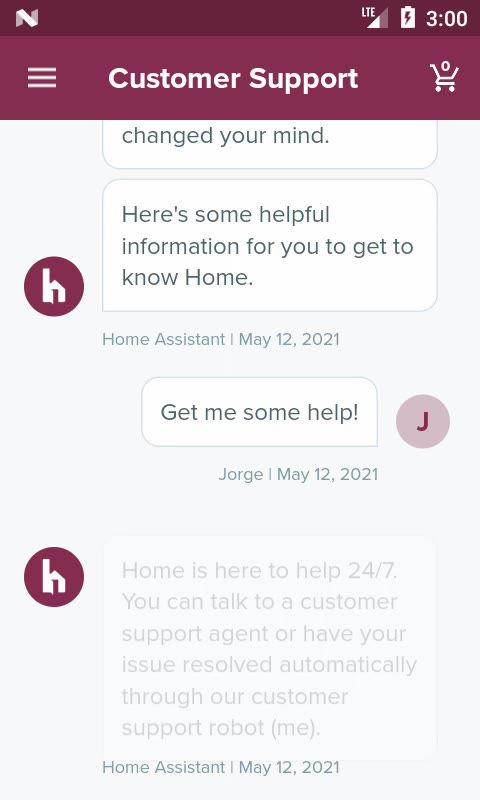 LTE 3:00
Customer Support
0
changed your mind.
Here's some helpful
information for you to get to
know Home.
h
Home Assistant | May 12, 2021
Get me some help!
J
Jorge | May 12, 2021
h
Home is here to help 24/7.
You can talk to a customer
support agent or have your
issue resolved automatically
through our customer
support robot (me).
Home Assistant | May 12, 2021